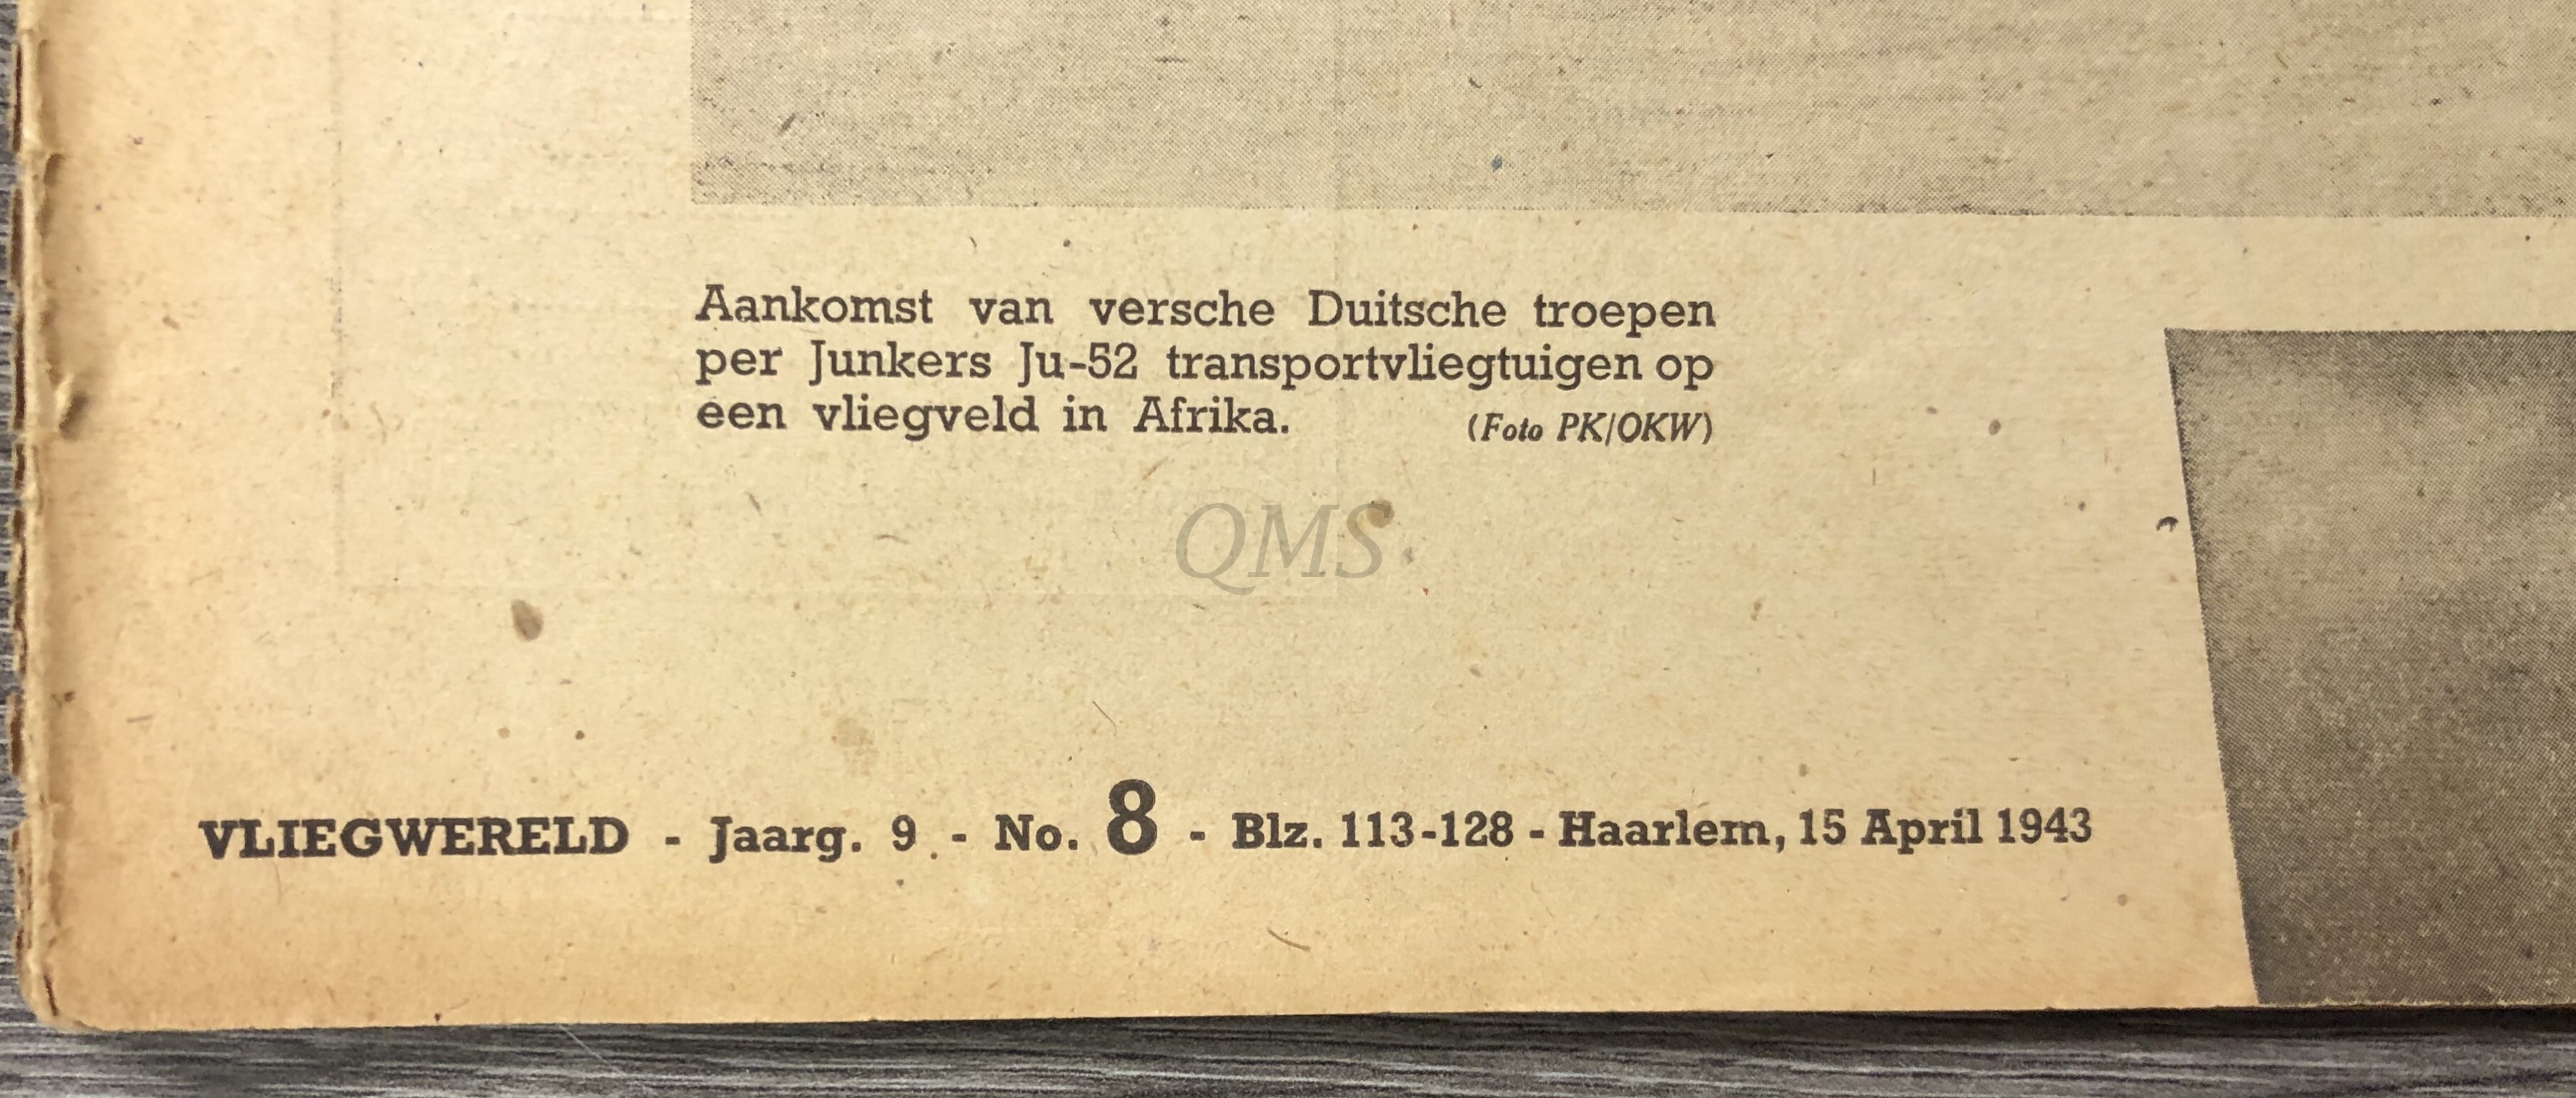 Aankomst van versche Duitsche troepen
per Junkers Ju-52 transportvliegtuigen op
een vliegveld in Afrika. (Foto PK/OKW)
QMS
VLIEGWERELD - Jaarg. 9 - No. 8 - Blz. 113-128 - Haarlem, 15 April 1943